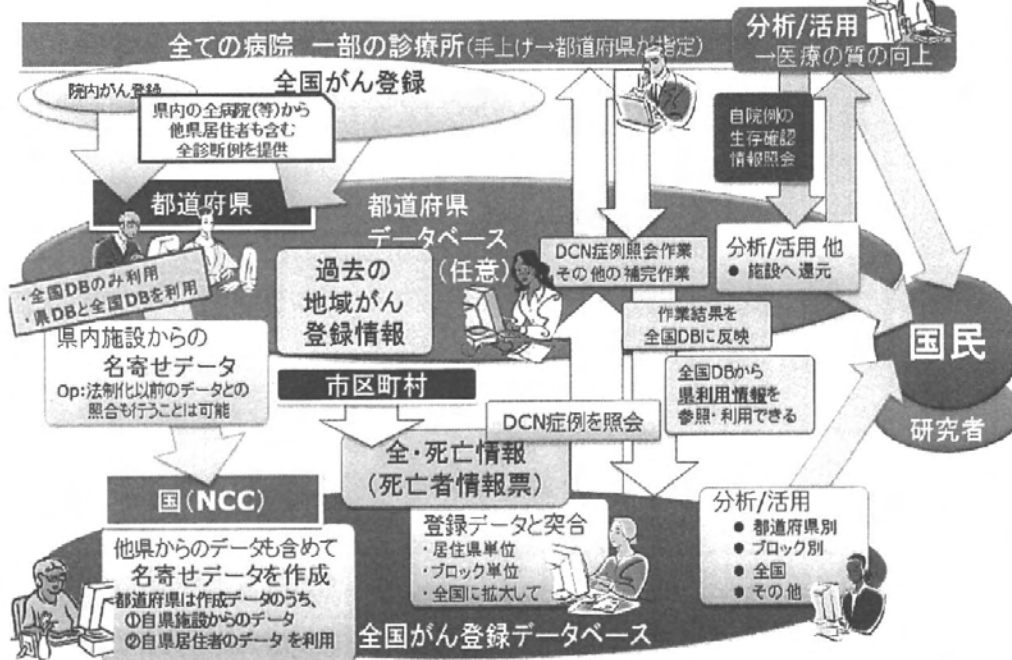 全ての病院 一部の診療所(手上げ→都道府県が指定)
分析/活用
→医療の質の向上
院内がん登録
全国がん登録
県内の全病院(等)から
他県居住者も含む
全診断例を提供
自院例の
生存確認
情報照会
都道府県
都道府県
データベース
(任意)
・全国DBのみ利用
・県DBと全国DBを利用
過去の
地域がん
登録情報
DCN症例照会作業
その他の補完作業
分析/活用 他
● 施設へ還元
県内施設からの
名寄せデータ
Op:法制化以前のデータとの
照合も行うことは可能
作業結果を
全国DBに反映
国民
研究者
市区町村
DCN症例を照会
全国DBから
県利用情報を
参照・利用できる
全・死亡情報
(死亡者情報票)
国(NCC)
他県からのデータも含めて
名寄せデータを作成
都道府県は作成データのうち、
①自県施設からのデータ
②自県居住者のデータを利用
登録データと突合
・居住県単位
・ブロック単位
・全国に拡大して
分析/活用
● 都道府県別
● ブロック別
● 全国
● その他
全国がん登録データベース